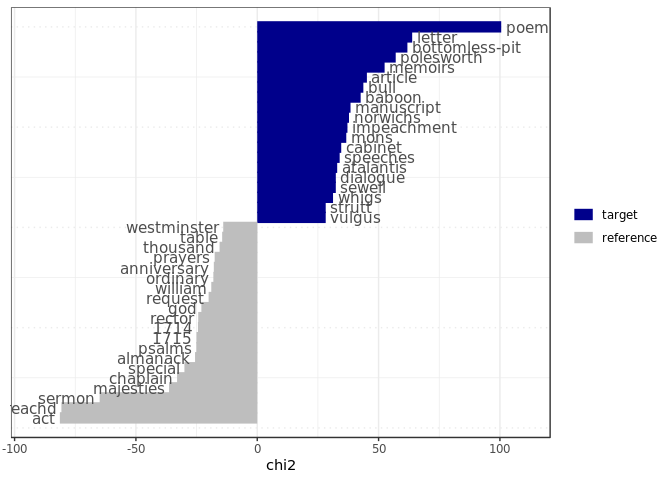 poem
letter
bottomless-pit
polesworth
memoirs
article
bull
baboon
manuscript
norwichs
impeachment
mons
cabinet
speeches
atalantis
dialogue
sewell
whigs
strutt
vulgus
westminster
table
thousand
prayers
anniversary
ordinary
william
request
god
rector
1714
1715
psalms
almanack
special
chaplain
majesties
sermon
reachd
act
-100 -50 0 50 100
chi2
target
reference